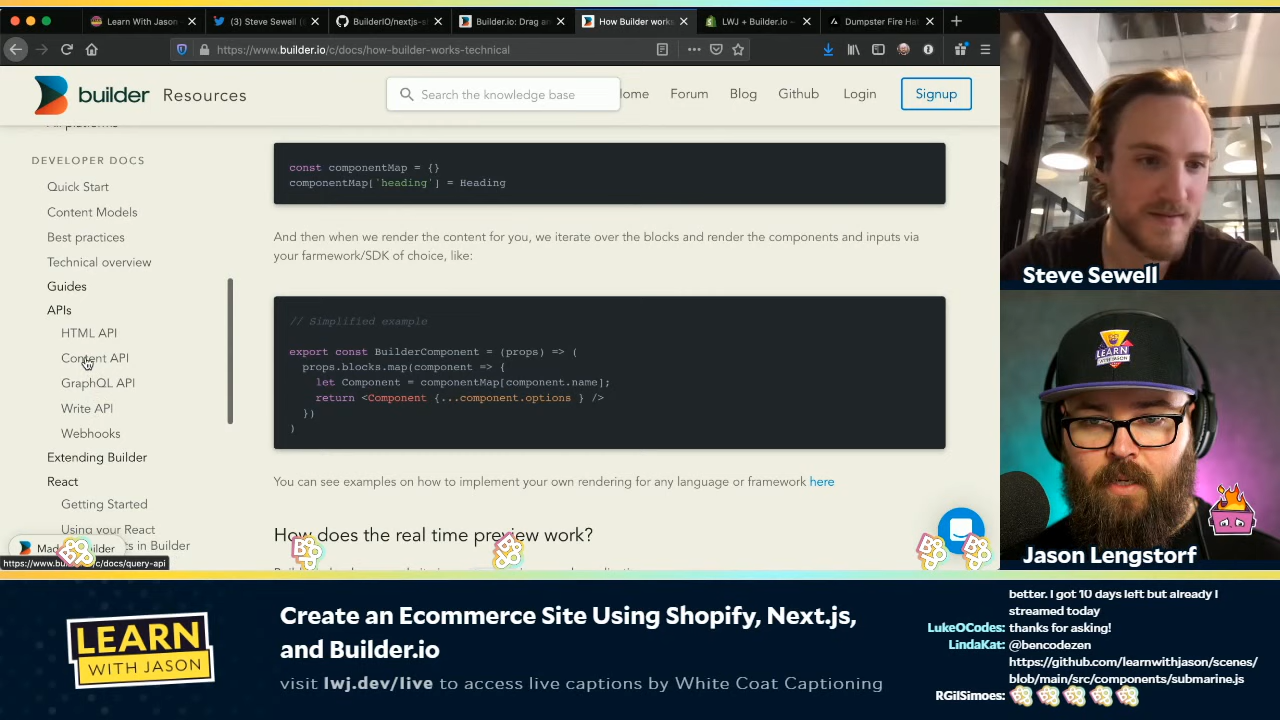 Learn With Jason
(3) Steve Sewell (
BuilderIO/nextjs-s
Builder.io: Drag an
How Builder works
LWJ + Builder.io
Dumpster Fire Ha
https://www.builder.io/c/docs/how-builder-works-technical
builder
Resources
Search the knowledge base
ome
Forum
Blog
Github
Login
Signup
DEVELOPER DOCS
Quick Start
Content Models
Best practices
Technical overview
Guides
APIs
HTML API
Content API
GraphQL API
Write API
Webhooks
Extending Builder
React
Getting Started
Using your React
ts in Builder
https://www.bu c/docs/query-api
const componentMap = {}
componentMap['heading'] = Heading
And then when we render the content for you, we iterate over the blocks and render the components and inputs via
your farmework/SDK of choice, like:
// Simplified example
export const BuilderComponent = (props) => (
props.blocks.map(component => {
let Component = componentMap[component.name];
return <Component {...component.options } />
})
)
You can see examples on how to implement your own rendering for any language or framework here
How does the real time preview work?
Steve Sewell
LEARN
Jason Lengstorf
LEARN
WITH JASON
Create an Ecommerce Site Using Shopify, Next.js,
and Builder.io
visit lwj.dev/live to access live captions by White Coat Captioning
better. I got 10 days left but already I
streamed today
LukeOCodes: thanks for asking!
LindaKat: @bencodezen
https://github.com/learnwithjason/scenes/
blob/main/src/components/submarine.js
RGilSimoes: